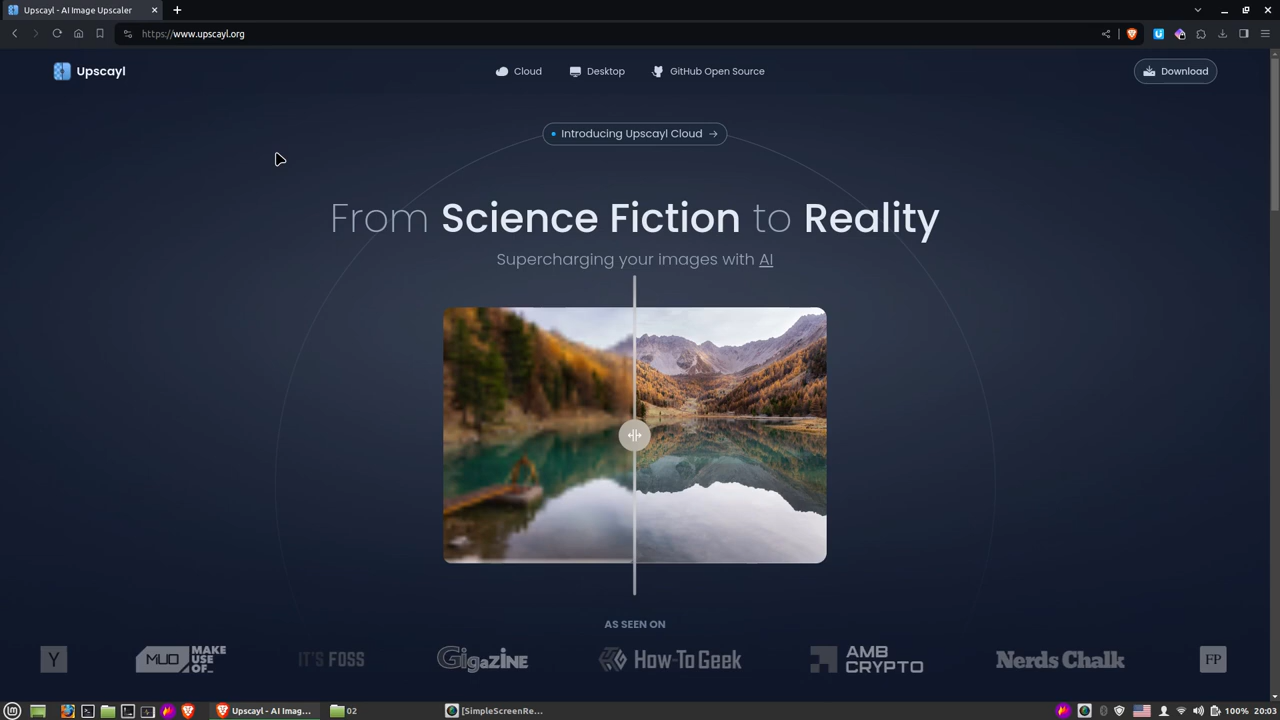 Upscayl - AI Image Upscaler
https://www.upscayl.org
Upscayl
Cloud
Desktop
GitHub Open Source
Download
Introducing Upscayl Cloud →
From Science Fiction to Reality
Supercharging your images with AI
AS SEEN ON
Y
MUO MAKE USE OF...
IT'S FOSS
GIGAZINE
How-To Geek
AMB CRYPTO
Nerds Chalk
FP
Upscayl - AI Imag...
02
[SimpleScreenRe...
100%
20:03